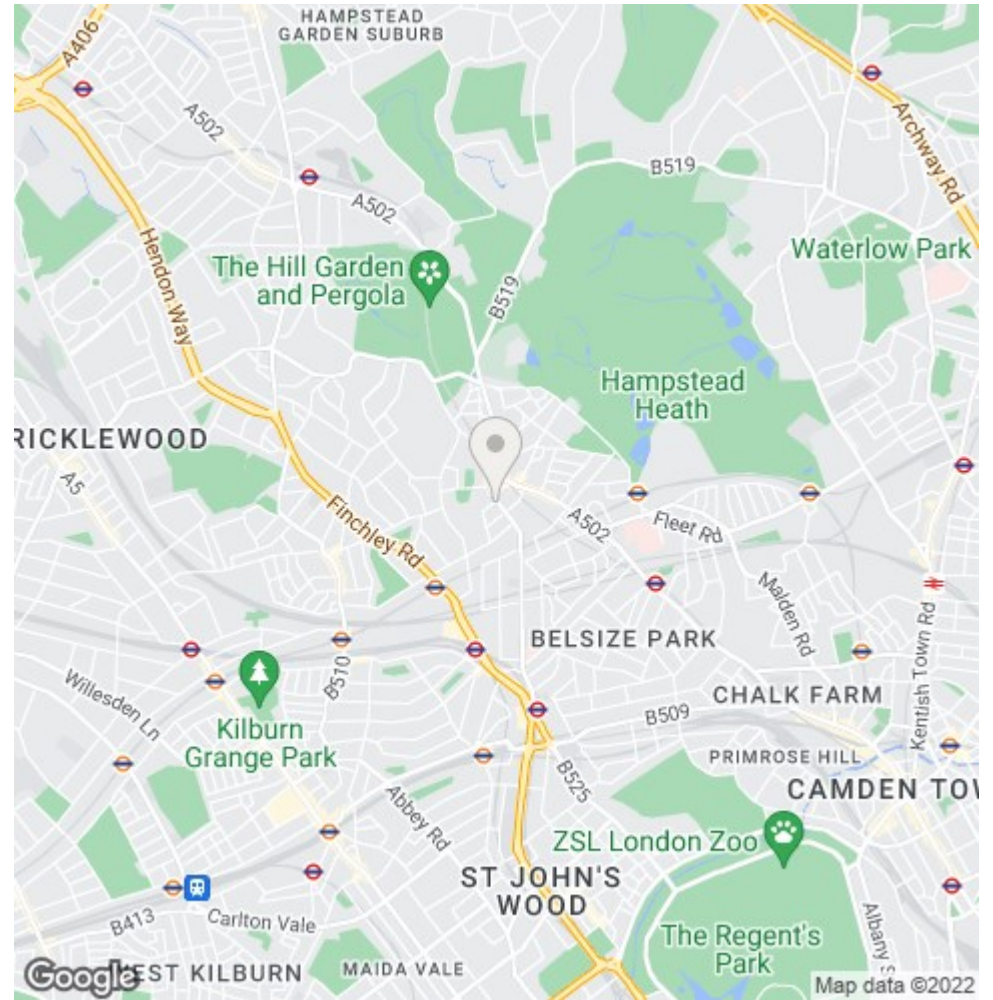 HAMPSTEAD
GARDEN SUBURB
A406
A502
Archway Rd
B519
A502
Waterlow Park
The Hill Garden
and Pergola
Hendon Way
B519
Hampstead
Heath
RICKLEWOOD
A5
Finchley Rd
A502
Fleet Rd
Malden Rd
BELSIZE PARK
Kentish Town Rd
Willesden Ln
B510
CHALK FARM
B509
Kilburn
Grange Park
PRIMROSE HILL
B525
CAMDEN TOW
Abbey Rd
ZSL London Zoo
ST JOHN'S
WOOD
B413
Carlton Vale
Albany S
The Regent's
Park
Google
EST KILBURN
MAIDA VALE
Map data ©2022